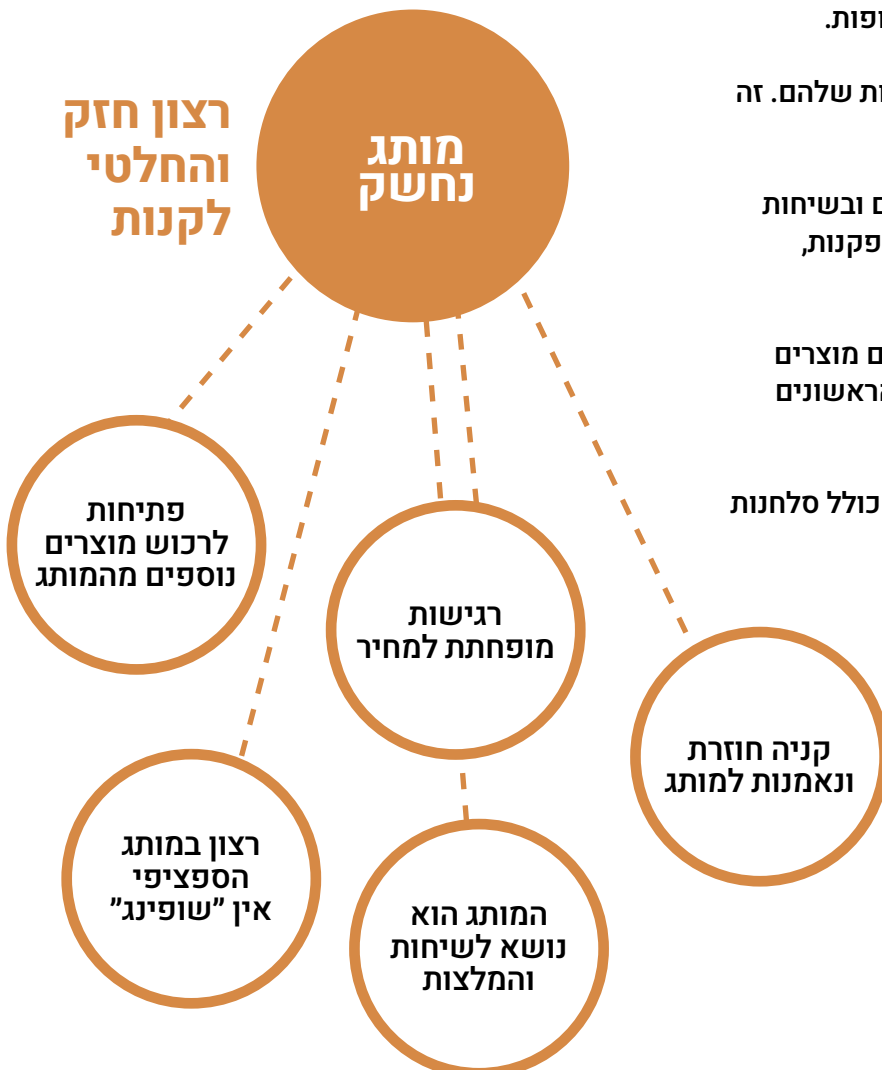 ופות.
ות שלהם. זה
ם ובשיחות
פקנות,
ם מוצרים
הראשונים
כולל סלחנות
רצון חזק
והחלטי
לקנות
מותג
נחשק
פתיחות
לרכוש מוצרים
נוספים מהמותג
רגישות
מופחתת למחיר
קניה חוזרת
ונאמנות למותג
רצון במותג
הספציפי
אין "שופינג"
המותג הוא
נושא לשיחות
והמלצות